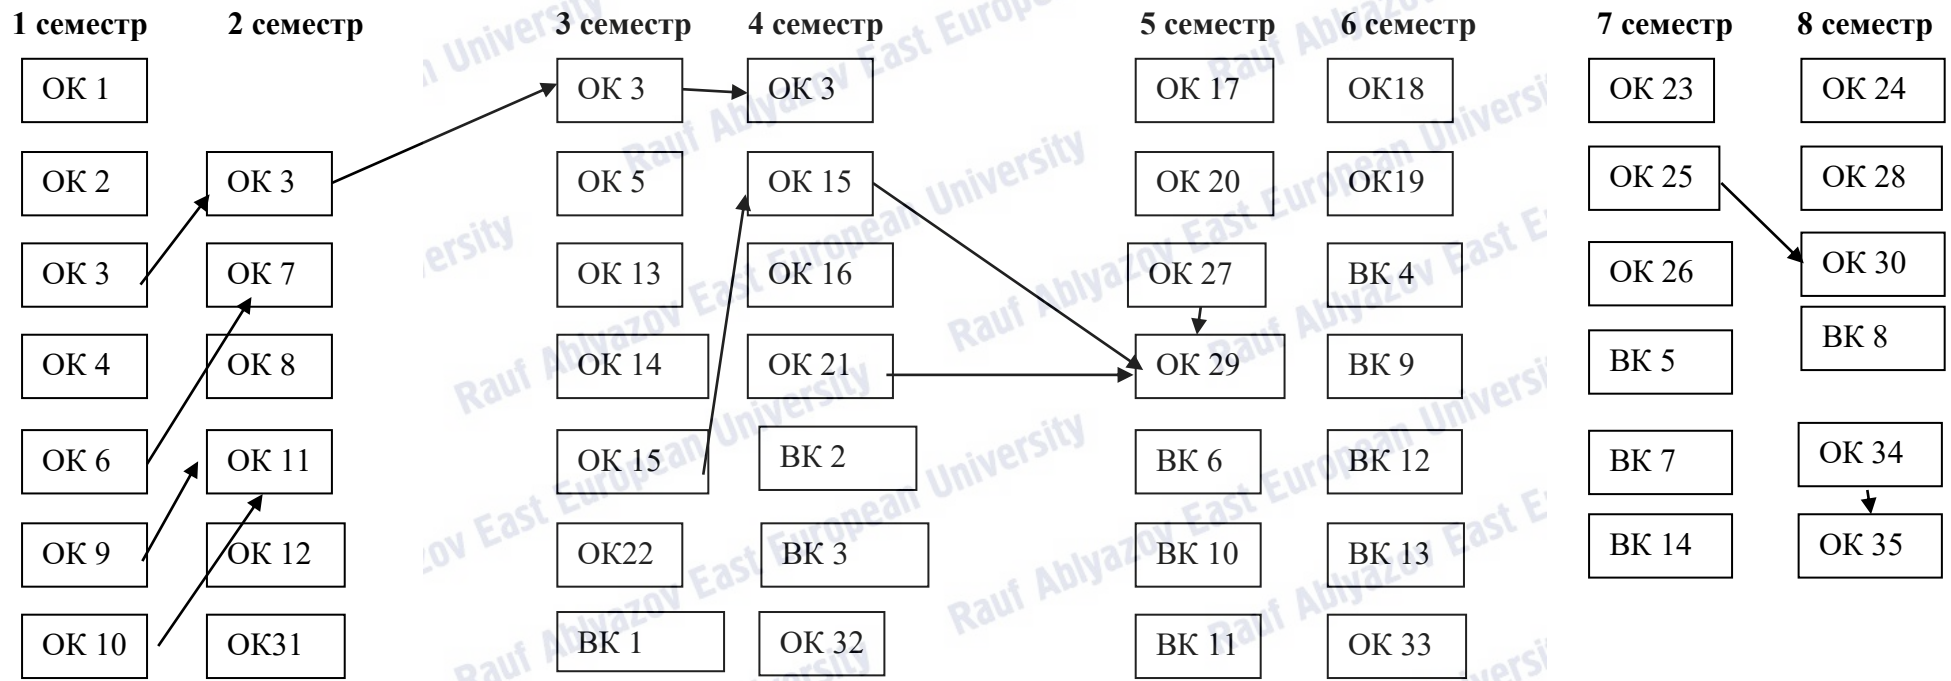 1 семестр 2 семестр 3 семестр 4 семестр 5 семестр 6 семестр 7 семестр 8 семестр
ОК 1 ОК 3 ОК 3 ОК 17 ОК18 ОК 23 ОК 24
ОК 2 ОК 3 ОК 5 ОК 15 ОК 20 ОК19 ОК 25 ОК 28
ОК 3 ОК 7 ОК 13 ОК 16 ОК 27 ВК 4 ОК 26 ОК 30
ОК 4 ОК 8 ОК 14 ОК 21 ОК 29 ВК 9 ВК 5 ВК 8
ОК 6 ОК 11 ОК 15 ВК 2 ВК 6 ВК 12 ВК 7 ОК 34
ОК 9 ОК 12 ОК22 ВК 3 ВК 10 ВК 13 ВК 14 ОК 35
ОК 10 ОК31 ВК 1 ОК 32 ВК 11 ОК 33
Rauf Ablyazov East European University